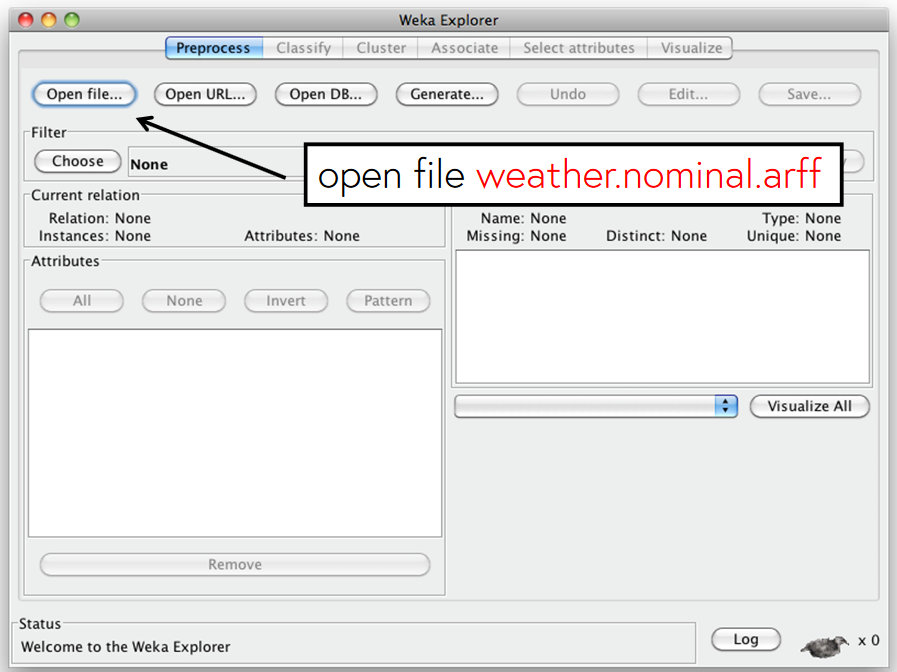 Weka Explorer
Preprocess Classify Cluster Associate Select attributes Visualize
Open file... Open URL... Open DB... Generate... Undo Edit... Save...
Filter
Choose None
open file weather.nominal.arff
Current relation
Relation: None
Instances: None Attributes: None
Name: None Type: None
Missing: None Distinct: None Unique: None
Attributes
All None Invert Pattern
Remove
Visualize All
Status
Welcome to the Weka Explorer
Log x 0